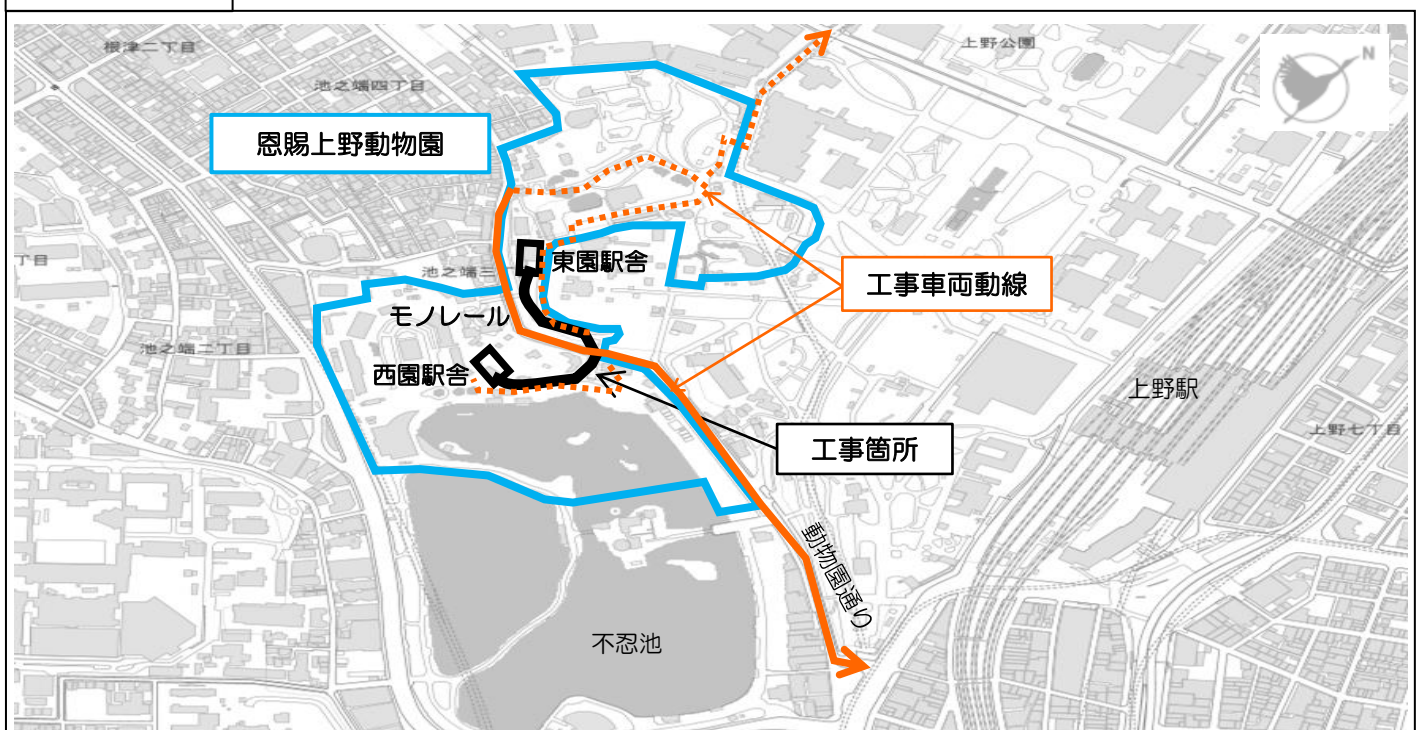 根津二丁目
上野公園
N
池之端四丁目
恩賜上野動物園
東園駅舎
丁目
池之端三
工事車両動線
モノレール
池之端二丁目
西園駅舎
上野駅
上野七丁目
工事箇所
動物園通り
不忍池